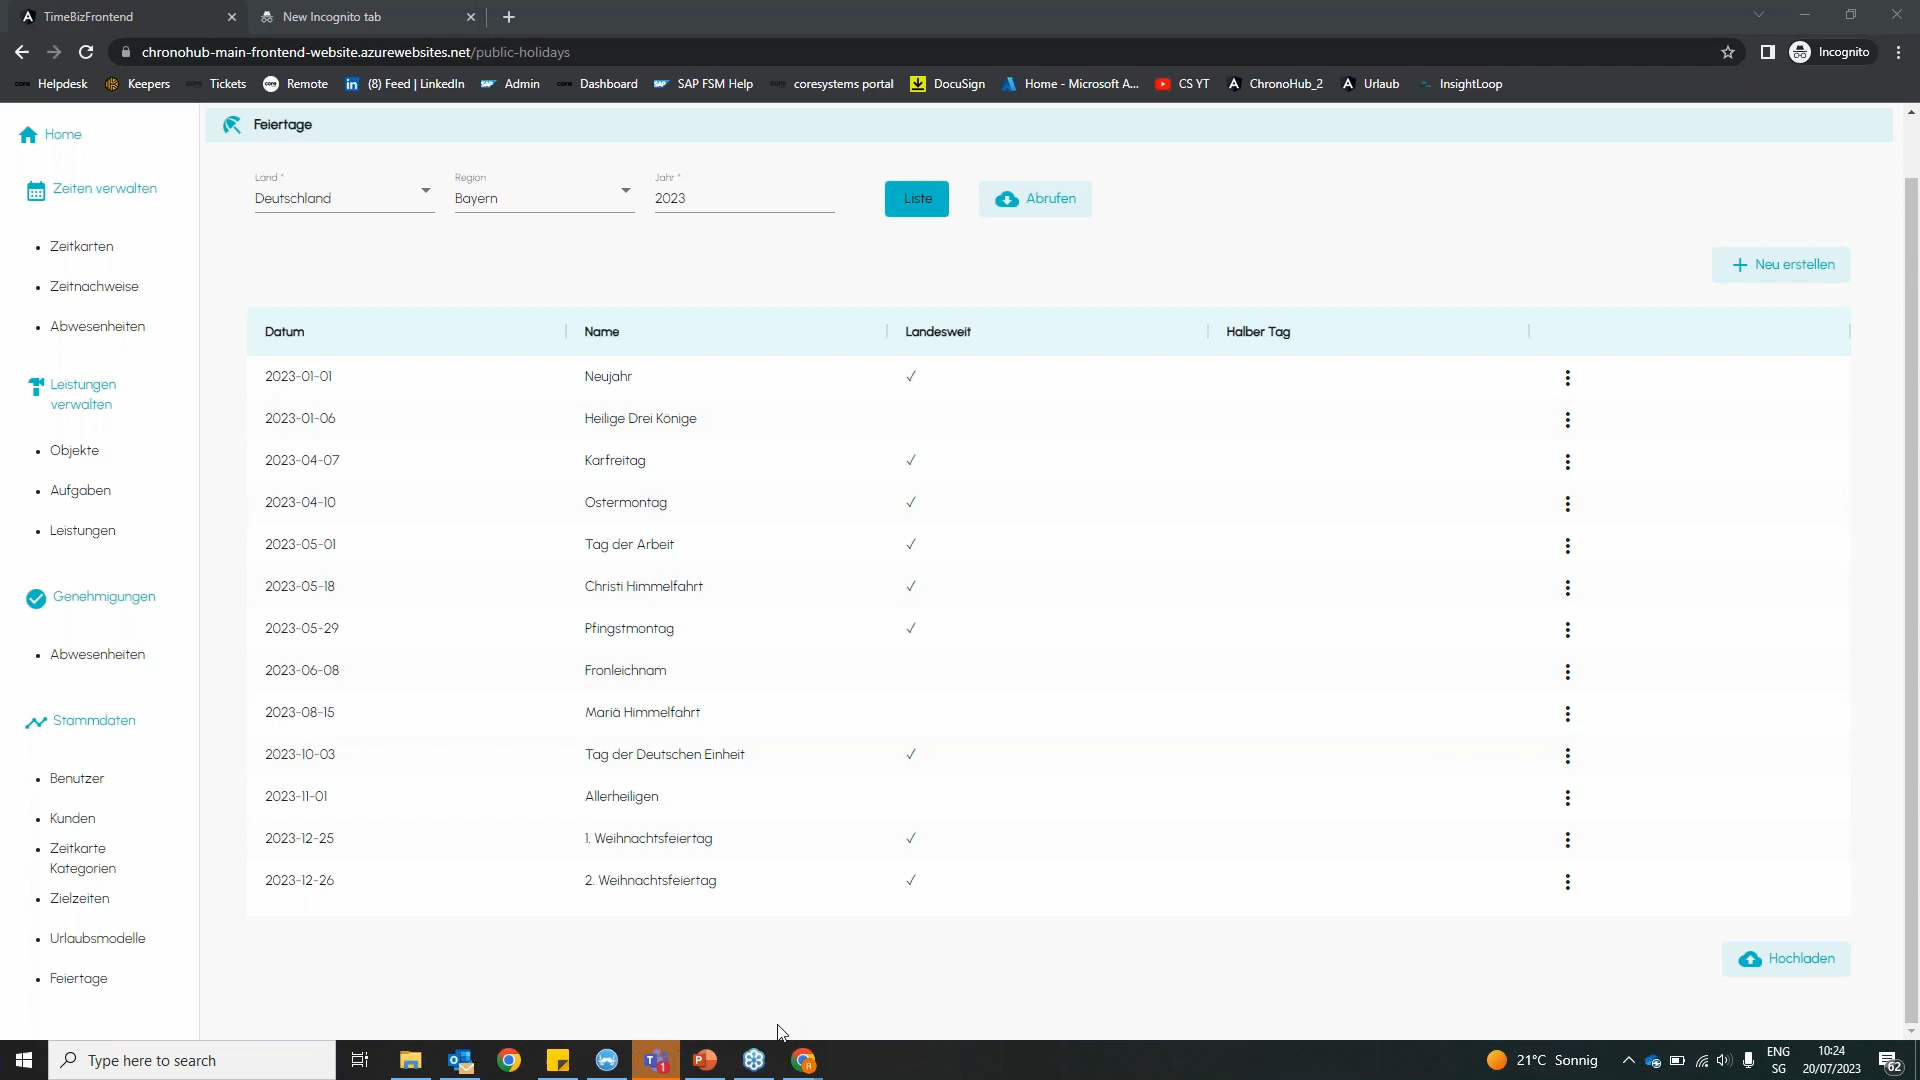 TimeBizFrontend
New Incognito tab
chronohub-main-frontend-website.azurewebsites.net/public-holidays
Incognito
core Helpdesk Keepers Tickets core Remote (8) Feed | LinkedIn SAP Admin core Dashboard SAP SAP FSM Help coresystems portal DocuSign Home - Microsoft A... CS YT ChronoHub_2 Urlaub InsightLoop
Home
Zeiten verwalten
Zeitkarten
Zeitnachweise
Abwesenheiten
Leistungen
verwalten
Objekte
Aufgaben
Leistungen
Genehmigungen
Abwesenheiten
Stammdaten
Benutzer
Kunden
Zeitkarte
Kategorien
Zielzeiten
Urlaubsmodelle
Feiertage
Feiertage
Land * Region Jahr *
Deutschland Bayern 2023 Liste Abrufen
Neu erstellen
Datum Name Landesweit Halber Tag
2023-01-01 Neujahr ✓
2023-01-06 Heilige Drei Könige
2023-04-07 Karfreitag ✓
2023-04-10 Ostermontag ✓
2023-05-01 Tag der Arbeit ✓
2023-05-18 Christi Himmelfahrt ✓
2023-05-29 Pfingstmontag ✓
2023-06-08 Fronleichnam
2023-08-15 Mariä Himmelfahrt
2023-10-03 Tag der Deutschen Einheit ✓
2023-11-01 Allerheiligen
2023-12-25 1. Weihnachtsfeiertag ✓
2023-12-26 2. Weihnachtsfeiertag ✓
Hochladen
Type here to search
21°C Sonnig
ENG
SG
10:24
20/07/2023
62